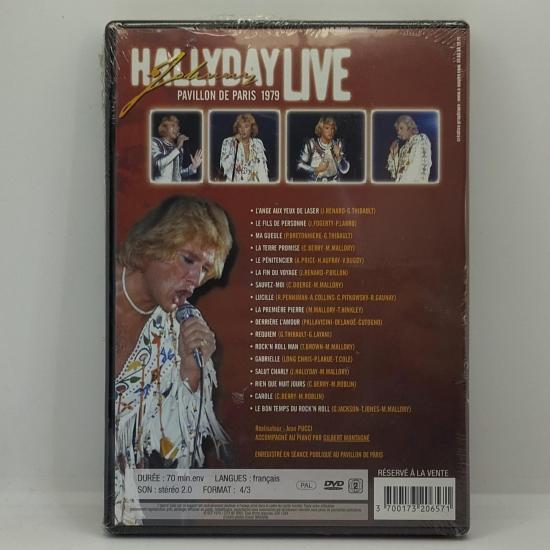 HALLYDAY LIVE
Johnny
PAVILLON DE PARIS 1979
• L'ANGE AUX YEUX DE LASER (J.RENARD-G.THIBAULT)
• LE FILS DE PERSONNE (J.FOGERTY-P.LABRO)
• MA GUEULE (P.BRETONNIÈRE-G.THIBAULT)
• LA TERRE PROMISE (C.BERRY-M.MALLORY)
• LE PÉNITENCIER (A.PRICE-H.AUFRAY-V.BUGGY)
• LA FIN DU VOYAGE (J.RENARD-P.BILLON)
• SAUVEZ-MOI (C.DOERGE-M.MALLORY)
• LUCILLE (R.PENNIMAN-A.COLLINS-C.PITKOWSKY-R.GAUNAY)
• LA PREMIÈRE PIERRE (M.MALLORY-T.HINKLEY)
• DERRIÈRE L'AMOUR (PALLAVICINI-DELANOË-CUTUGNO)
• REQUIEM (G.THIBAULT-G.LAYANI)
• ROCK'N ROLL MAN (T.BROWN-M.MALLORY)
• GABRIELLE (LONG CHRIS-P.LARUE-T.COLE)
• SALUT CHARLY (J.HALLYDAY-M.MALLORY)
• RIEN QUE HUIT JOURS (C.BERRY-M.ROBLIN)
• CAROLE (C.BERRY-M.ROBLIN)
• LE BON TEMPS DU ROCK'N ROLL (G.JACKSON-T.JONES-M.MALLORY)
Réalisateur : Jean PUCCI
ACCOMPAGNÉ AU PIANO PAR GILBERT MONTAGNÉ
ENREGISTRÉ EN SÉANCE PUBLIQUE AU PAVILLON DE PARIS
DURÉE : 70 min.env LANGUES : français
SON : stéréo 2.0 FORMAT : 4/3
PAL
DVD
2
RÉSERVÉ À LA VENTE
3 700173 206571